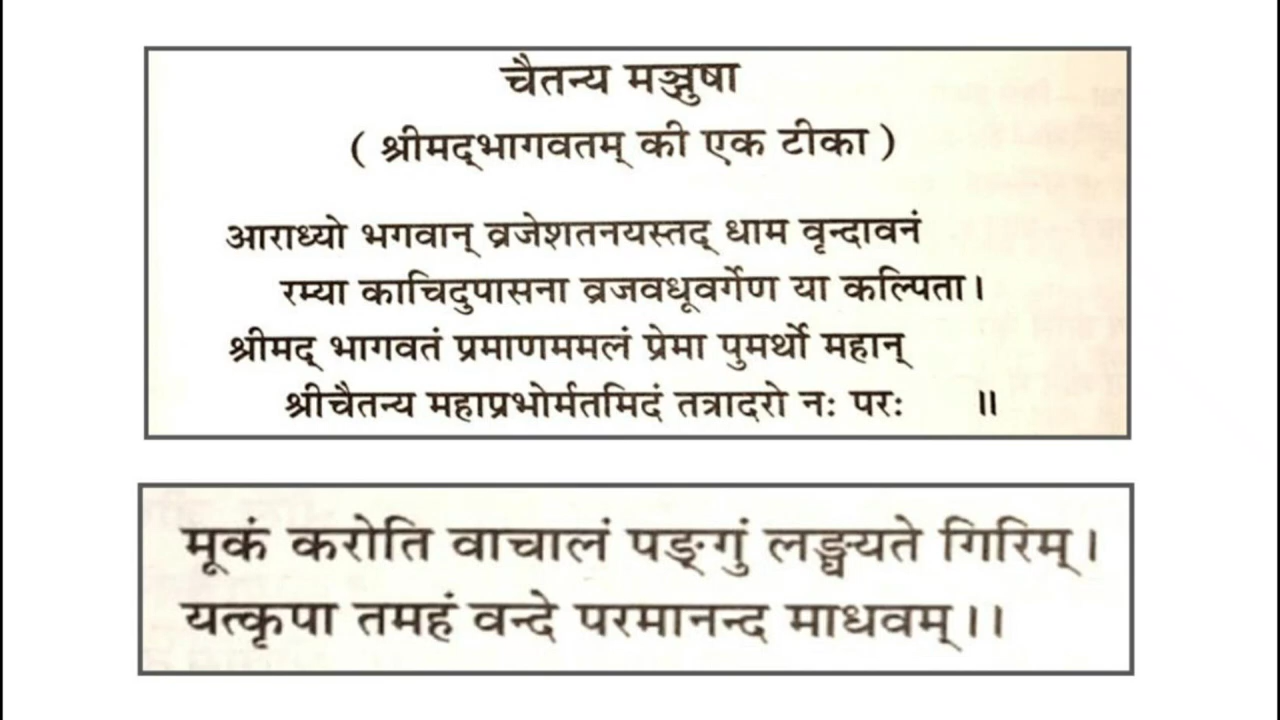 चैतन्य मञ्जुषा
( श्रीमद्‌भागवतम् की एक टीका )
आराध्यो भगवान् व्रजेशतनयस्तद् धाम वृन्दावनं
रम्या काचिदुपासना व्रजवधूवर्गेण या कल्पिता।
श्रीमद् भागवतं प्रमाणममलं प्रेमा पुमर्थो महान्
श्रीचैतन्य महाप्रभोर्मतमिदं तत्रादरो नः परः ॥
मूकं करोति वाचालं पङ्गुं लङ्घयते गिरिम्।
यत्कृपा तमहं वन्दे परमानन्द माधवम्।।